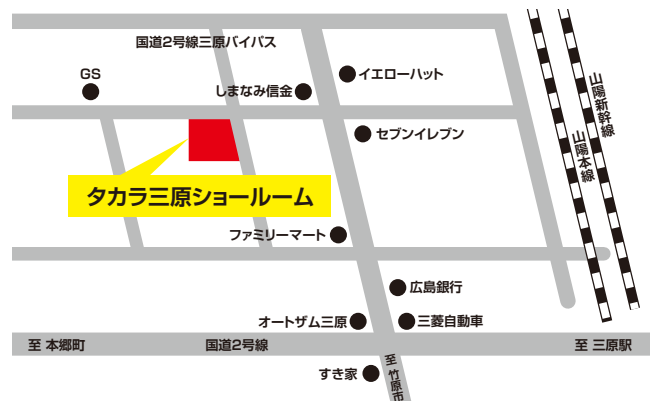 国道2号線三原バイパス
GS
しまなみ信金
イエローハット
セブンイレブン
山陽新幹線
山陽本線
タカラ三原ショールーム
ファミリーマート
広島銀行
オートザム三原
三菱自動車
至 本郷町
国道2号線
至 三原駅
すき家
至 竹原市